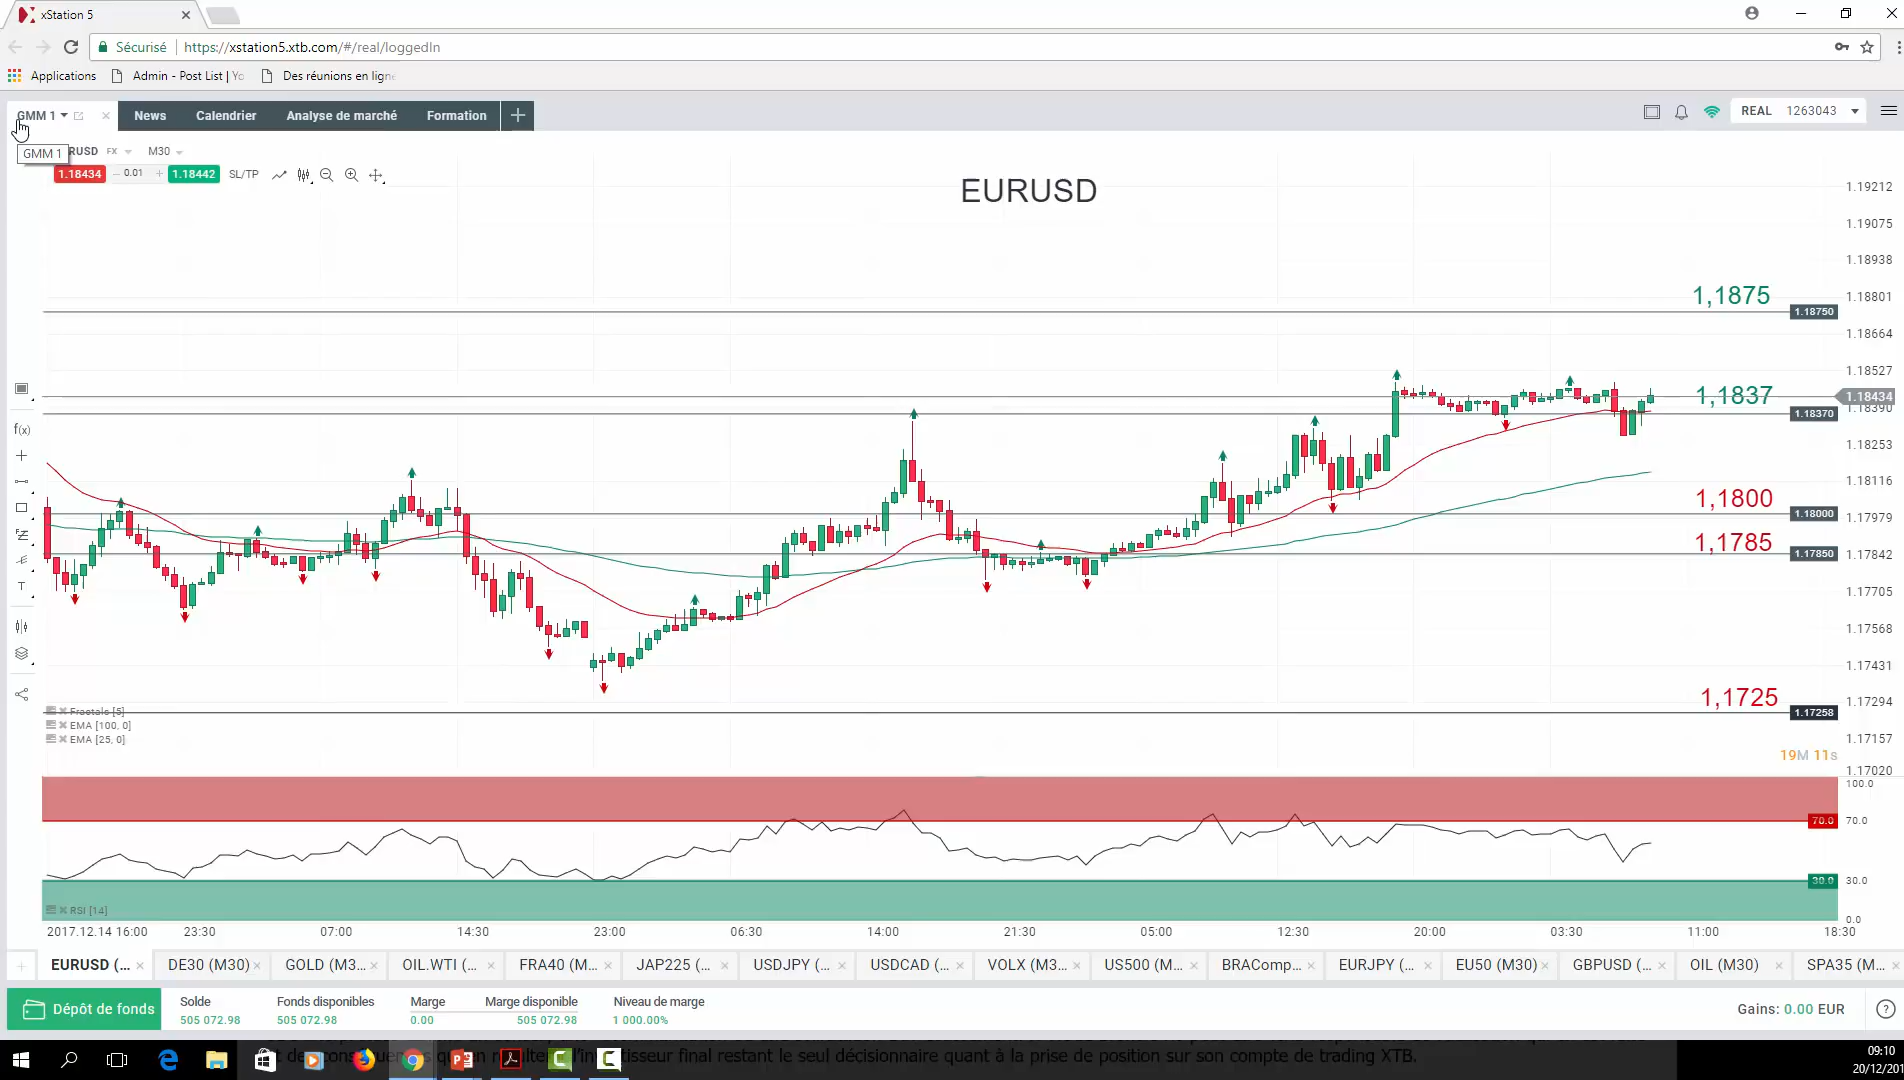 xStation 5
Sécurisé https://xstation5.xtb.com/#/real/loggedIn
Applications Admin - Post List | Yo Des réunions en ligne
GMM 1 News Calendrier Analyse de marché Formation
REAL 1263043
GMM 1
RUSD FX M30
1.18434 0.01 1.18442 SL/TP
EURUSD
1.19212
1.19075
1.18938
1.18801
1,1875
1.18750
1.18664
1.18527
1,1837
1.18434
1.18390
1.18370
1.18253
1.18116
1,1800
1.18000
1.17979
1,1785
1.17850
1.17842
1.17705
1.17568
1.17431
1.17294
1,1725
1.17258
1.17157
1.17020
f(x)
T
Fractals [5]
EMA [100, 0]
EMA [25, 0]
19M 11s
100.0
70.0 70.0
30.0 30.0
0.0
RSI [14]
2017.12.14 16:00 23:30 07:00 14:30 23:00 06:30 14:00 21:30 05:00 12:30 20:00 03:30 11:00 18:30
EURUSD (... DE30 (M30) GOLD (M3... OIL.WTI (... FRA40 (M... JAP225 (... USDJPY (... USDCAD (... VOLX (M3... US500 (M... BRAComp... EURJPY (... EU50 (M30) GBPUSD (... OIL (M30) SPA35 (M...
Dépôt de fonds
Solde Fonds disponibles Marge Marge disponible Niveau de marge
505 072.98 505 072.98 0.00 505 072.98 1 000.00%
Gains: 0.00 EUR
final restant le seul décisionnaire quant à la prise de position sur son compte de trading XTB.
09:10
20/12/201